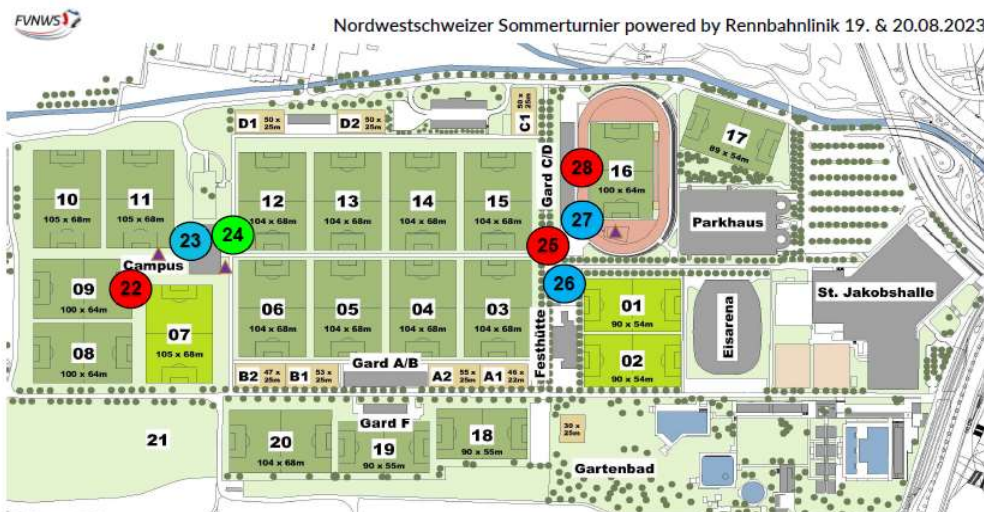 FVNWS
Nordwestschweizer Sommerturnier powered by Rennbahnlinik 19. & 20.08.2023
D1 50 x 25m
D2 50 x 25m
C1 50 x 25m
Gard C/D
17
89 x 54m
10
105 x 68m
11
105 x 68m
12
104 x 68m
13
104 x 68m
14
104 x 68m
15
104 x 68m
28
16
100 x 64m
27
Parkhaus
23
24
25
Campus
22
26
09
100 x 64m
07
105 x 68m
08
100 x 64m
06
104 x 68m
05
104 x 68m
04
104 x 68m
03
104 x 68m
Festhütte
01
90 x 54m
02
90 x 54m
Eisarena
St. Jakobshalle
B2 47 x 25m
B1 53 x 25m
Gard A/B
A2 55 x 25m
A1 46 x 22m
21
20
104 x 68m
Gard F
19
90 x 55m
18
90 x 55m
30 x 25m
Gartenbad